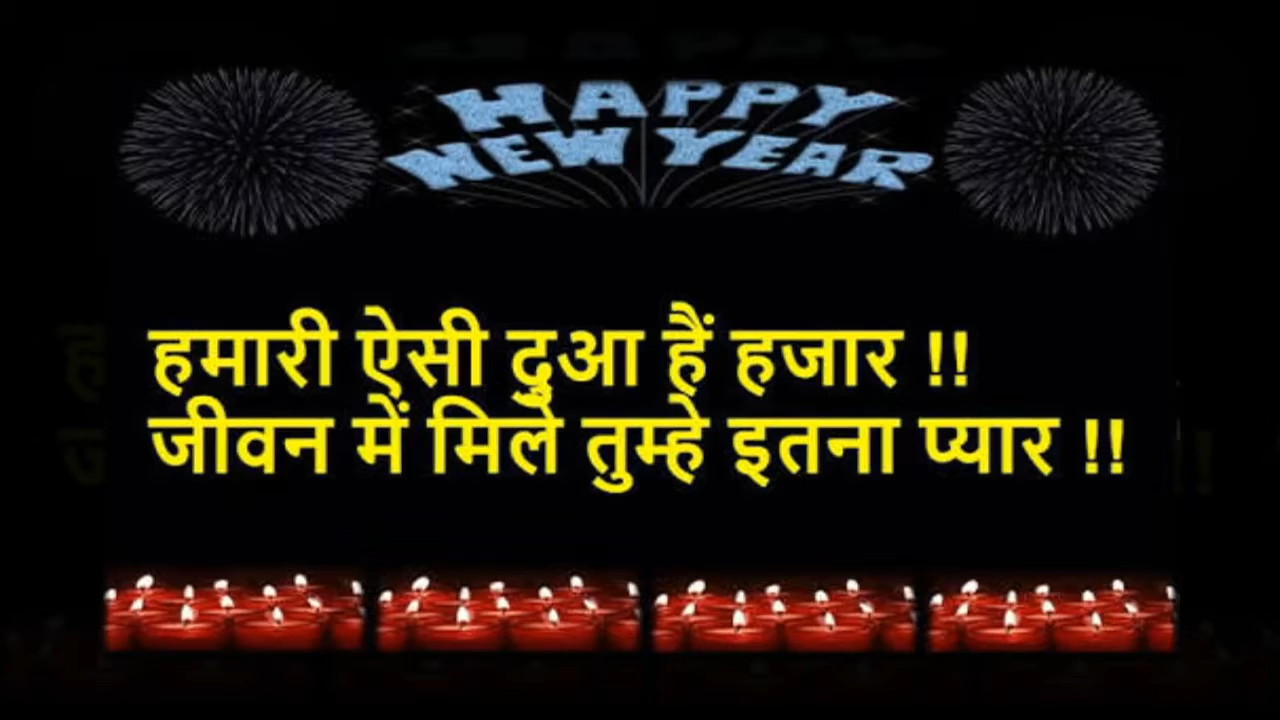 HAPPY
NEW YEAR
हमारी ऐसी दुआ हैं हजार !!
जीवन में मिले तुम्हे इतना प्यार !!